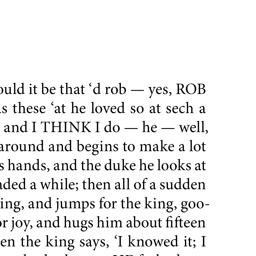 ould it be that ‘d rob — yes, ROB
s these ‘at he loved so at sech a
and I THINK I do — he — well,
around and begins to make a lot
s hands, and the duke he looks at
nded a while; then all of a sudden
ing, and jumps for the king, goo-
or joy, and hugs him about fifteen
en the king says, ‘I knowed it; I